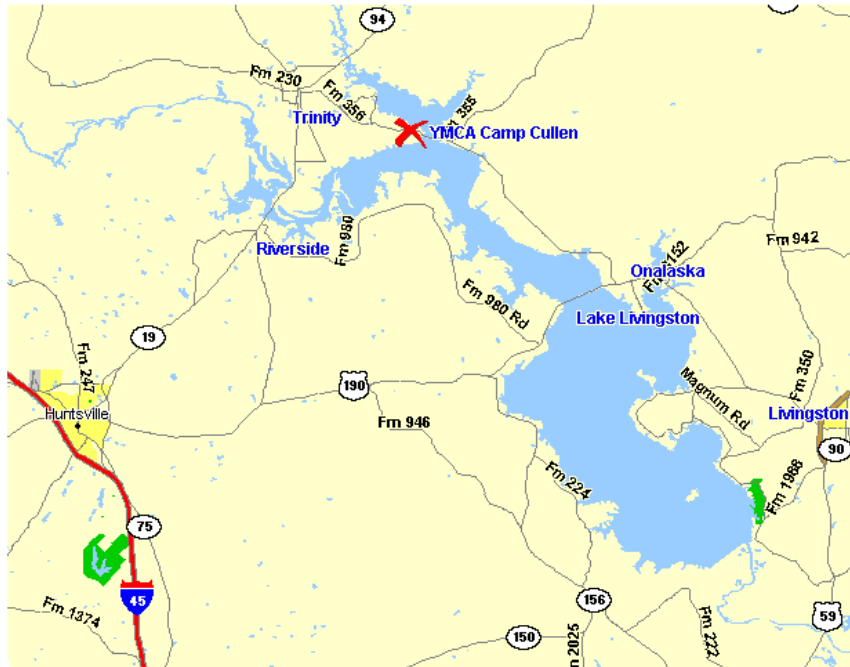 94
Fm 230
Fm 356
Fm 355
Trinity
YMCA Camp Cullen
Riverside
Fm 980
Fm 942
Onalaska
Fm 980 Rd
Lake Livingston
19
Fm 247
190
Fm 350
Magnum Rd
Huntsville
Livingston
Fm 946
90
Fm 224
Fm 1988
75
45
156
59
Fm 1374
150
2025
Fm 222